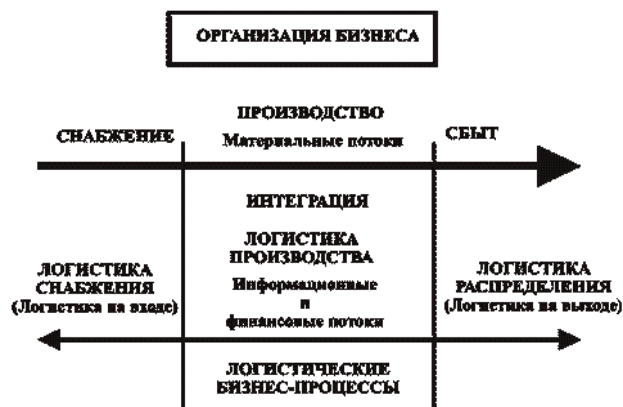 ОРГАНИЗАЦИЯ БИЗНЕСА
ПРОИЗВОДСТВО
СНАБЖЕНИЕ
Материальные потоки
СБЫТ
ИНТЕГРАЦИЯ
ЛОГИСТИКА
ПРОИЗВОДСТВА
ЛОГИСТИКА
СНАБЖЕНИЯ
(Логистика на входе)
Информационные
и
финансовые потоки
ЛОГИСТИКА
РАСПРЕДЕЛЕНИЯ
(Логистика на выходе)
ЛОГИСТИЧЕСКИЕ
БИЗНЕС-ПРОЦЕССЫ